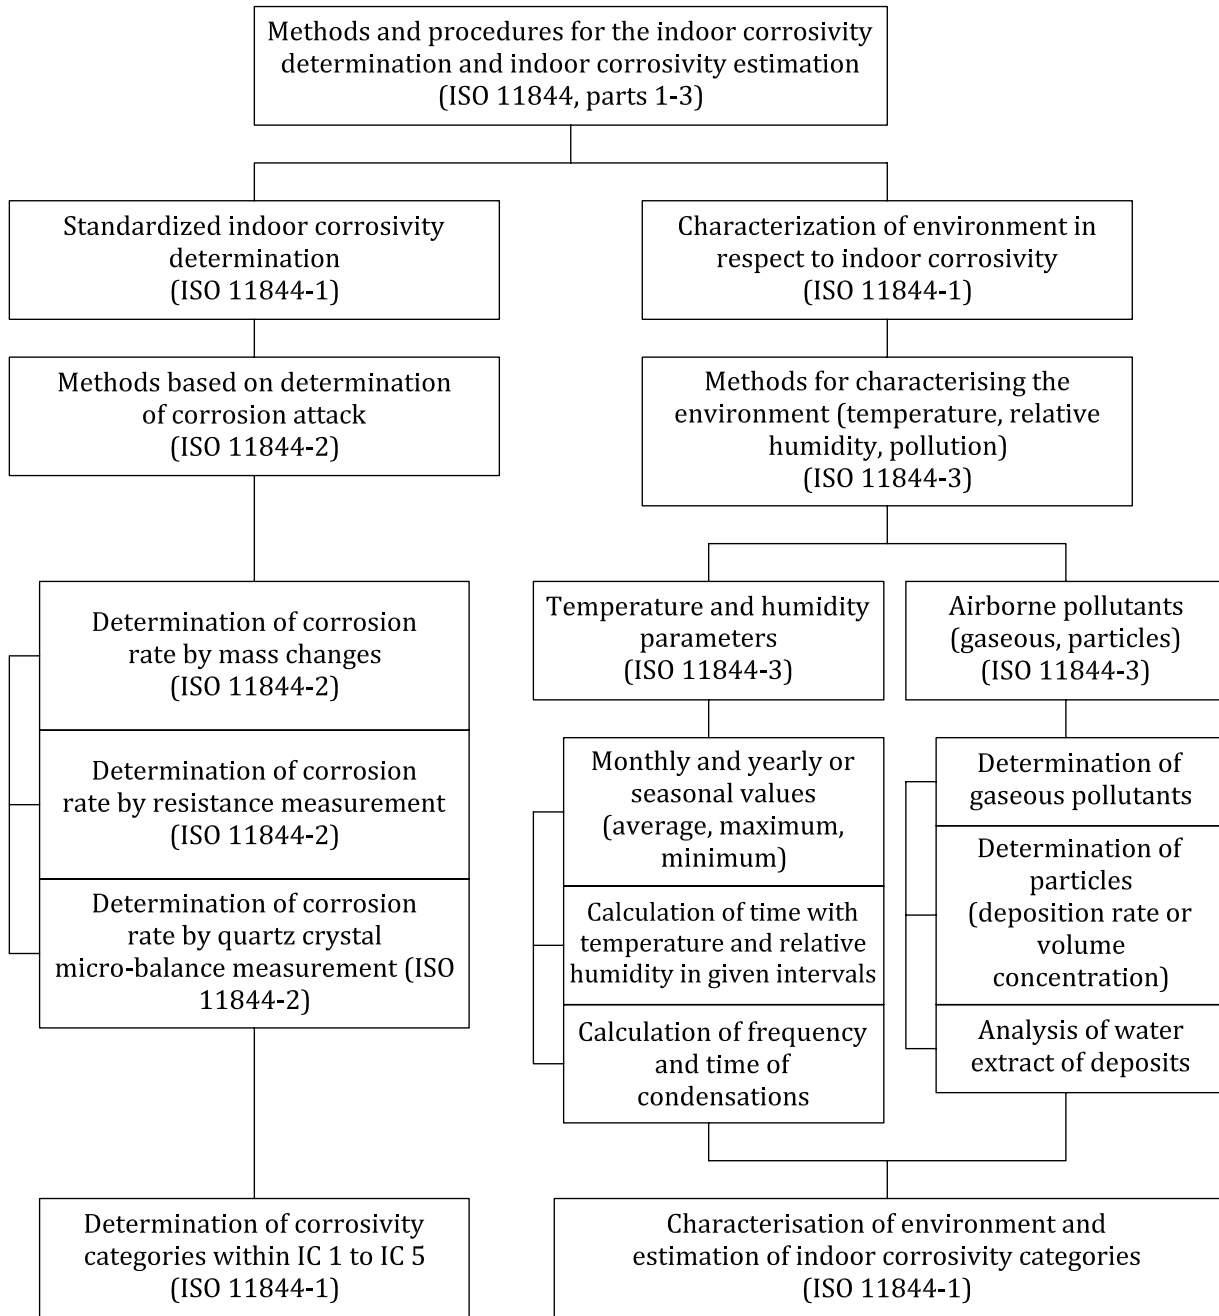 Methods and procedures for the indoor corrosivity
determination and indoor corrosivity estimation
(ISO 11844, parts 1-3)
Standardized indoor corrosivity
determination
(ISO 11844-1)
Characterization of environment in
respect to indoor corrosivity
(ISO 11844-1)
Methods based on determination
of corrosion attack
(ISO 11844-2)
Methods for characterising the
environment (temperature, relative
humidity, pollution)
(ISO 11844-3)
Determination of corrosion
rate by mass changes
(ISO 11844-2)
Determination of corrosion
rate by resistance measurement
(ISO 11844-2)
Determination of corrosion
rate by quartz crystal
micro-balance measurement (ISO
11844-2)
Temperature and humidity
parameters
(ISO 11844-3)
Monthly and yearly or
seasonal values
(average, maximum,
minimum)
Calculation of time with
temperature and relative
humidity in given intervals
Calculation of frequency
and time of
condensations
Airborne pollutants
(gaseous, particles)
(ISO 11844-3)
Determination of
gaseous pollutants
Determination of
particles
(deposition rate or
volume
concentration)
Analysis of water
extract of deposits
Determination of corrosivity
categories within IC 1 to IC 5
(ISO 11844-1)
Characterisation of environment and
estimation of indoor corrosivity categories
(ISO 11844-1)